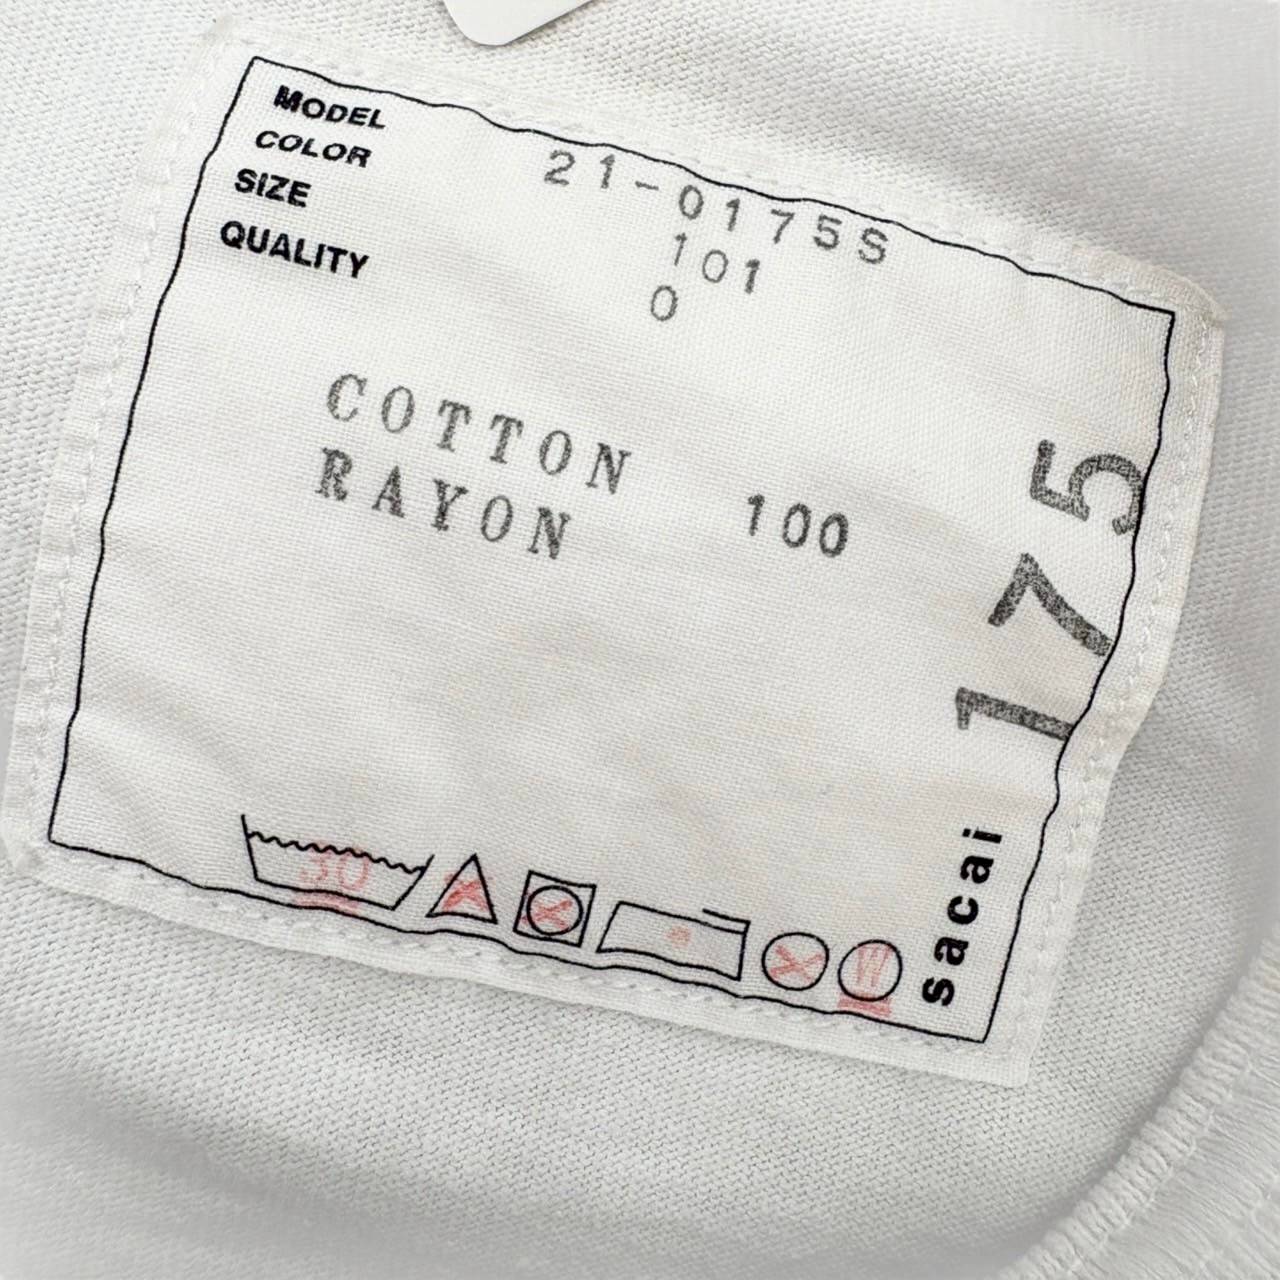 MODEL 21-0175S
COLOR 101
SIZE 0
QUALITY
COTTON 100
RAYON
175
sacai
30